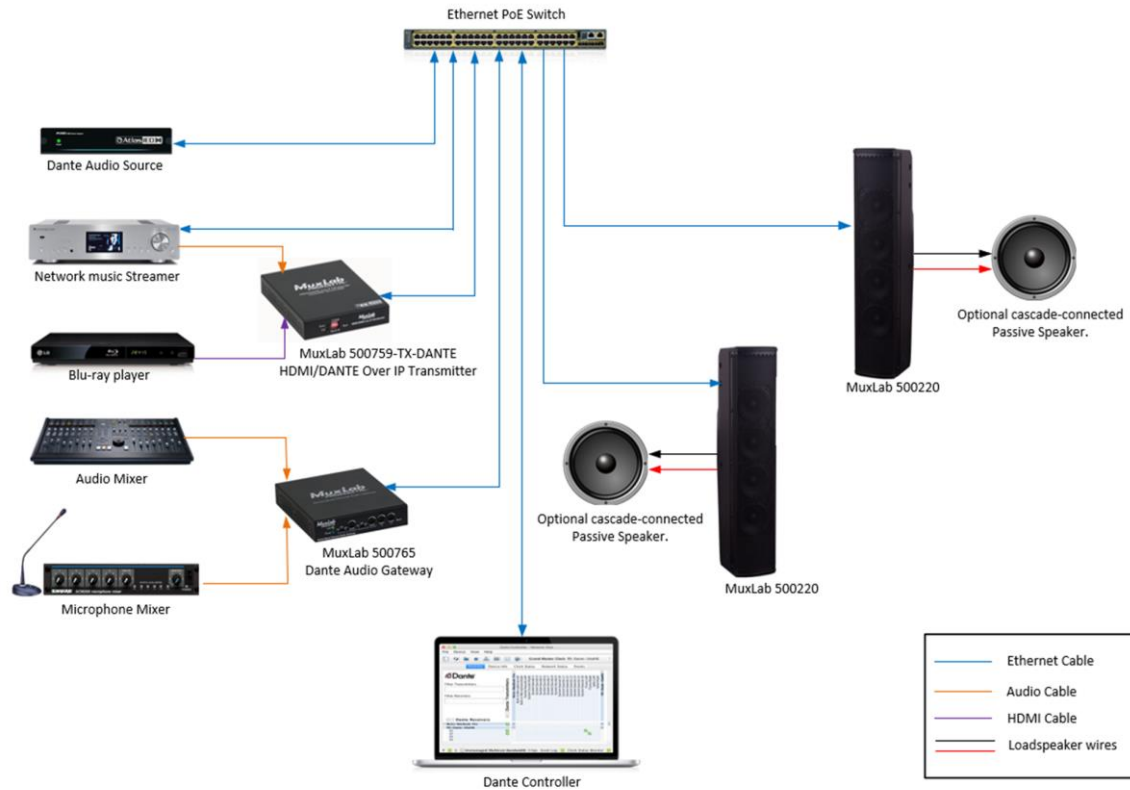 Ethernet PoE Switch
Dante Audio Source
Network music Streamer
MuxLab
MuxLab 500759-TX-DANTE
HDMI/DANTE Over IP Transmitter
Blu-ray player
Audio Mixer
MuxLab
MuxLab 500765
Dante Audio Gateway
Microphone Mixer
Optional cascade-connected
Passive Speaker.
MuxLab 500220
Optional cascade-connected
Passive Speaker.
MuxLab 500220
Dante
Dante Controller
Ethernet Cable
Audio Cable
HDMI Cable
Loadspeaker wires